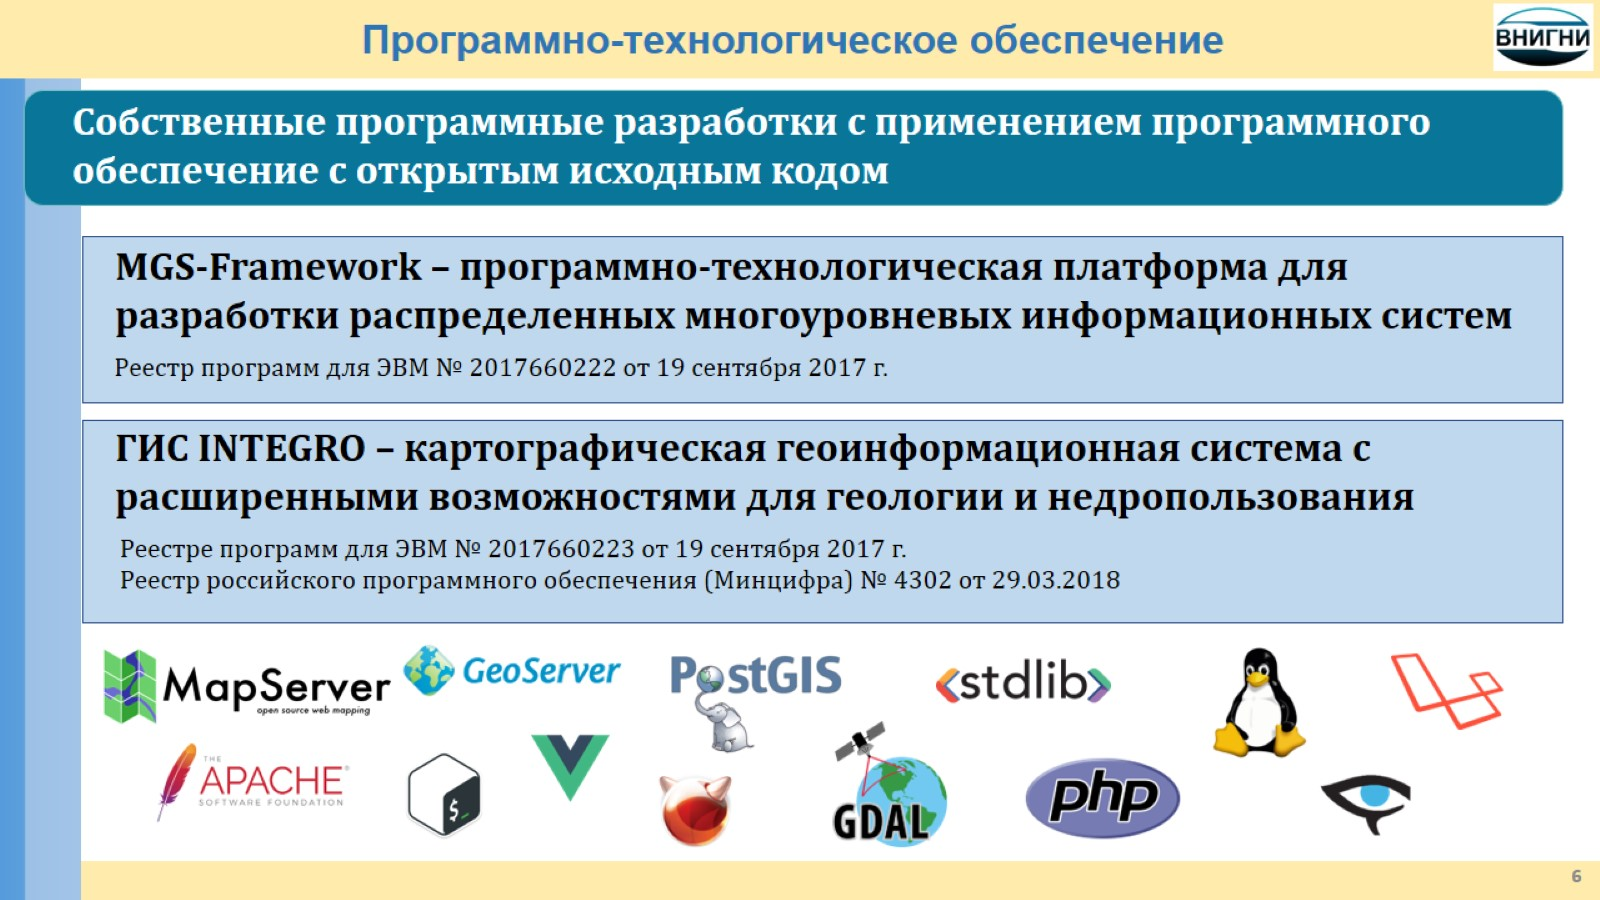 Программно-технологическое обеспечение
ВНИГНИ
Собственные программные разработки с применением программного
обеспечение с открытым исходным кодом
MGS-Framework – программно-технологическая платформа для
разработки распределенных многоуровневых информационных систем
Реестр программ для ЭВМ № 2017660222 от 19 сентября 2017 г.
ГИС INTEGRO – картографическая геоинформационная система с
расширенными возможностями для геологии и недропользования
Реестре программ для ЭВМ № 2017660223 от 19 сентября 2017 г.
Реестр российского программного обеспечения (Минцифра) № 4302 от 29.03.2018
MapServer
open source web mapping
GeoServer
PostGIS
<stdlib>
THE
APACHE
SOFTWARE FOUNDATION
$_
GDAL
php
6